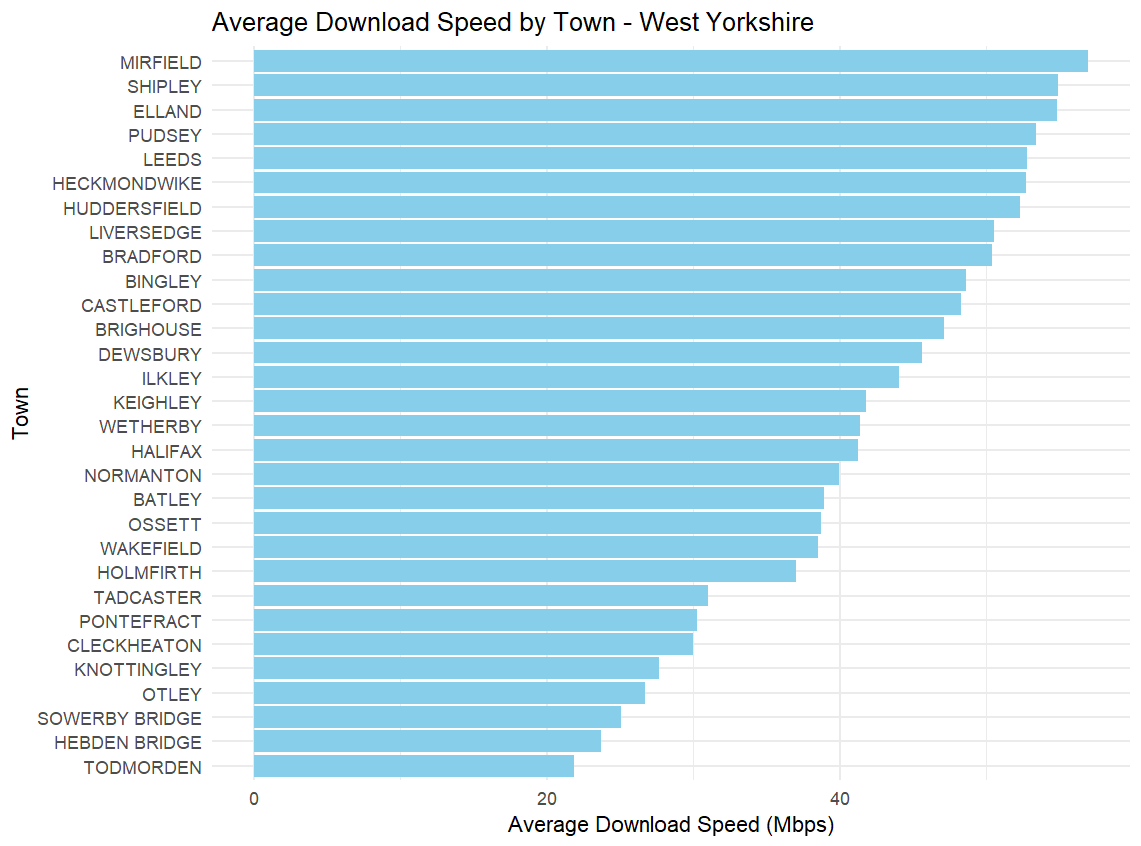 Average Download Speed by Town - West Yorkshire
MIRFIELD
SHIPLEY
ELLAND
PUDSEY
LEEDS
HECKMONDWIKE
HUDDERSFIELD
LIVERSEDGE
BRADFORD
BINGLEY
CASTLEFORD
BRIGHOUSE
DEWSBURY
ILKLEY
KEIGHLEY
WETHERBY
HALIFAX
NORMANTON
BATLEY
OSSETT
WAKEFIELD
HOLMFIRTH
TADCASTER
PONTEFRACT
CLECKHEATON
KNOTTINGLEY
OTLEY
SOWERBY BRIDGE
HEBDEN BRIDGE
TODMORDEN
Town
0 20 40
Average Download Speed (Mbps)